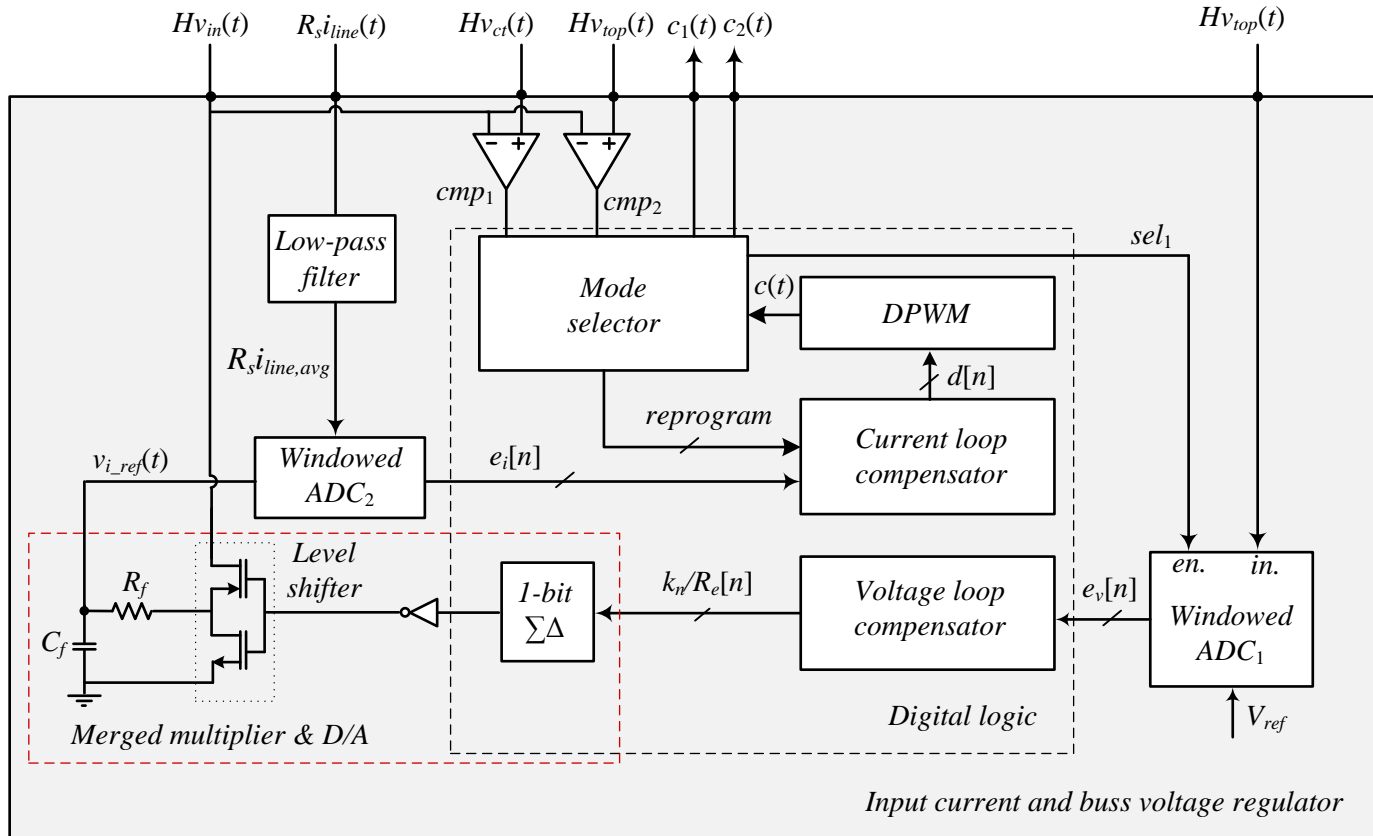 Hv_in(t) R_s i_line(t) Hv_ct(t) Hv_top(t) c_1(t) c_2(t) Hv_top(t)
− + − +
cmp_1 cmp_2
Low-pass
filter
Mode
selector
sel_1
c(t)
DPWM
R_s i_line,avg
d[n]
reprogram
Current loop
compensator
v_i_ref(t)
Windowed
ADC_2
e_i[n]
Level
shifter
R_f
C_f
1-bit
∑Δ
k_n/R_e[n]
Voltage loop
compensator
e_v[n]
en. in.
Windowed
ADC_1
V_ref
Merged multiplier & D/A
Digital logic
Input current and buss voltage regulator